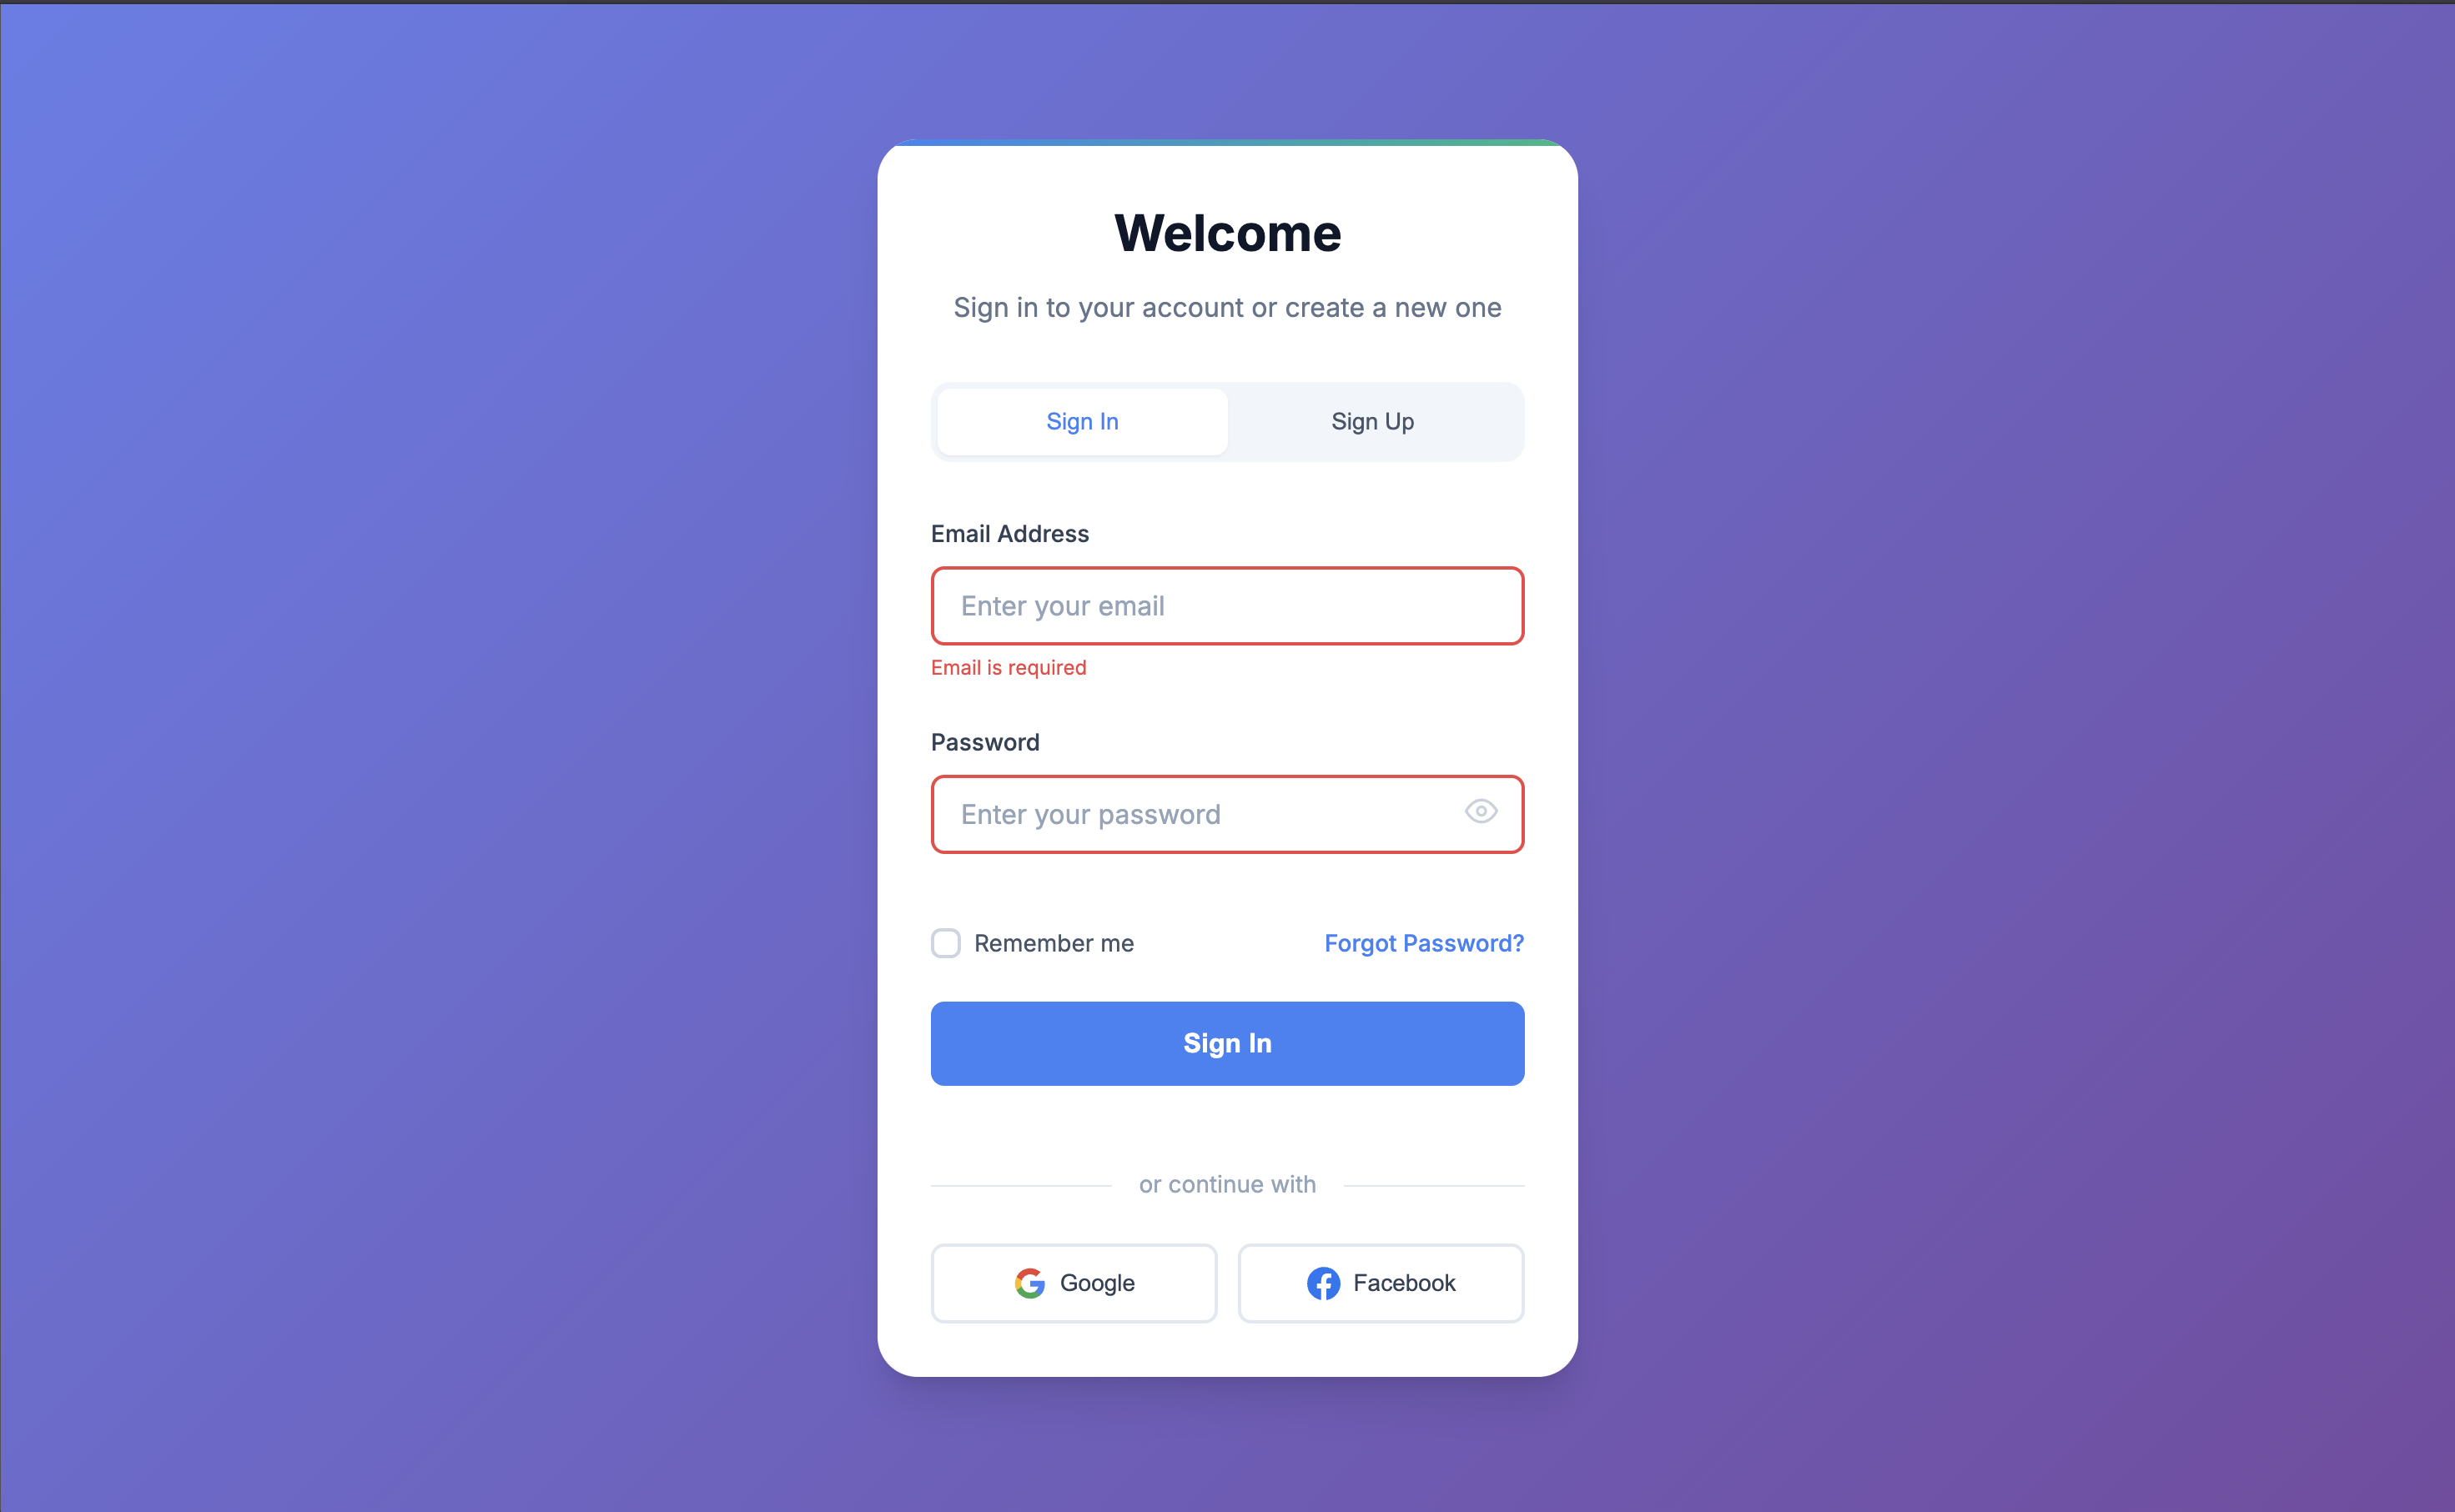 Welcome
Sign in to your account or create a new one
Sign In
Sign Up
Email Address
Enter your email
Email is required
Password
Enter your password
Remember me
Forgot Password?
Sign In
or continue with
Google
Facebook